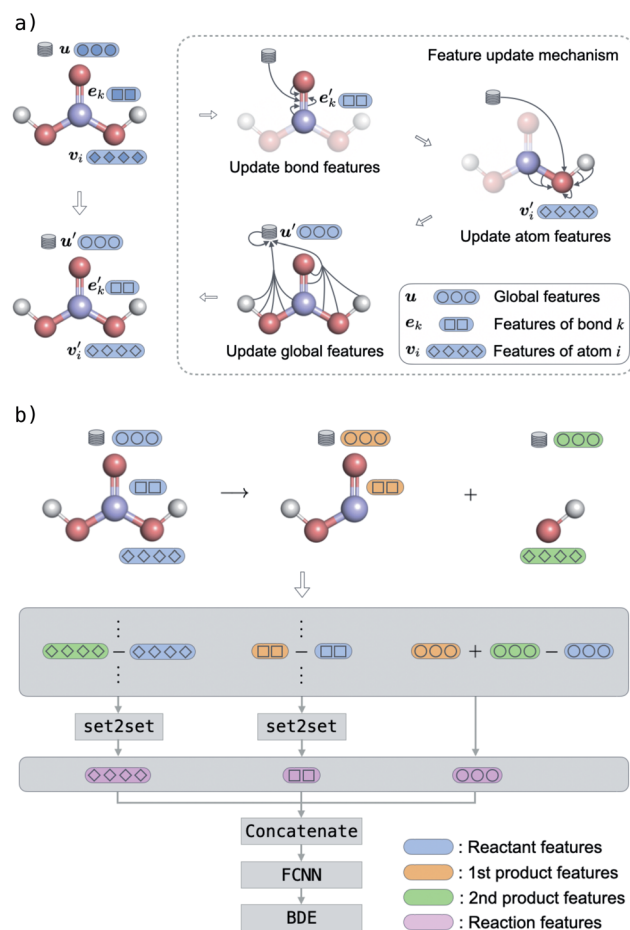 a)
u
e_k
v_i
u'
e'_k
v'_i
Feature update mechanism
e'_k
Update bond features
v'_i
Update atom features
u'
Update global features
u Global features
e_k Features of bond k
v_i Features of atom i
b)
→
+
− − + −
set2set set2set
Concatenate
FCNN
BDE
: Reactant features
: 1st product features
: 2nd product features
: Reaction features